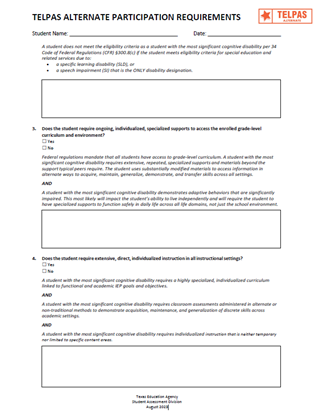 TELPAS ALTERNATE PARTICIPATION REQUIREMENTS
TELPAS
ALTERNATE
Student Name: Date:
A student does not meet the eligibility criteria as a student with the most significant cognitive disability per 34
Code of Federal Regulations (CFR) §300.8(c) if the student meets eligibility criteria for special education and
related services due to:
• a specific learning disability (SLD), or
• a speech impairment (SI) that is the ONLY disability designation.
3. Does the student require ongoing, individualized, specialized supports to access the enrolled grade-level
curriculum and environment?
☐ Yes
☐ No
Federal regulations mandate that all students have access to grade-level curriculum. A student with the most
significant cognitive disability requires extensive, repeated, specialized supports and materials beyond the
support typical peers require. The student uses substantially modified materials to access information in
alternate ways to acquire, maintain, generalize, demonstrate, and transfer skills across all settings.
AND
A student with the most significant cognitive disability demonstrates adaptive behaviors that are significantly
impaired. This most likely will impact the student's ability to live independently and will require the student to
have specialized supports to function safely in daily life across all life domains, not just the school environment.
4. Does the student require extensive, direct, individualized instruction in all instructional settings?
☐ Yes
☐ No
A student with the most significant cognitive disability requires a highly specialized, individualized curriculum
linked to functional and academic IEP goals and objectives.
AND
A student with the most significant cognitive disability requires classroom assessments administered in alternate or
non-traditional methods to demonstrate acquisition, maintenance, and generalization of discrete skills across
academic settings.
AND
A student with the most significant cognitive disability requires individualized instruction that is neither temporary
nor limited to specific content areas.
Texas Education Agency
Student Assessment Division
August 2023